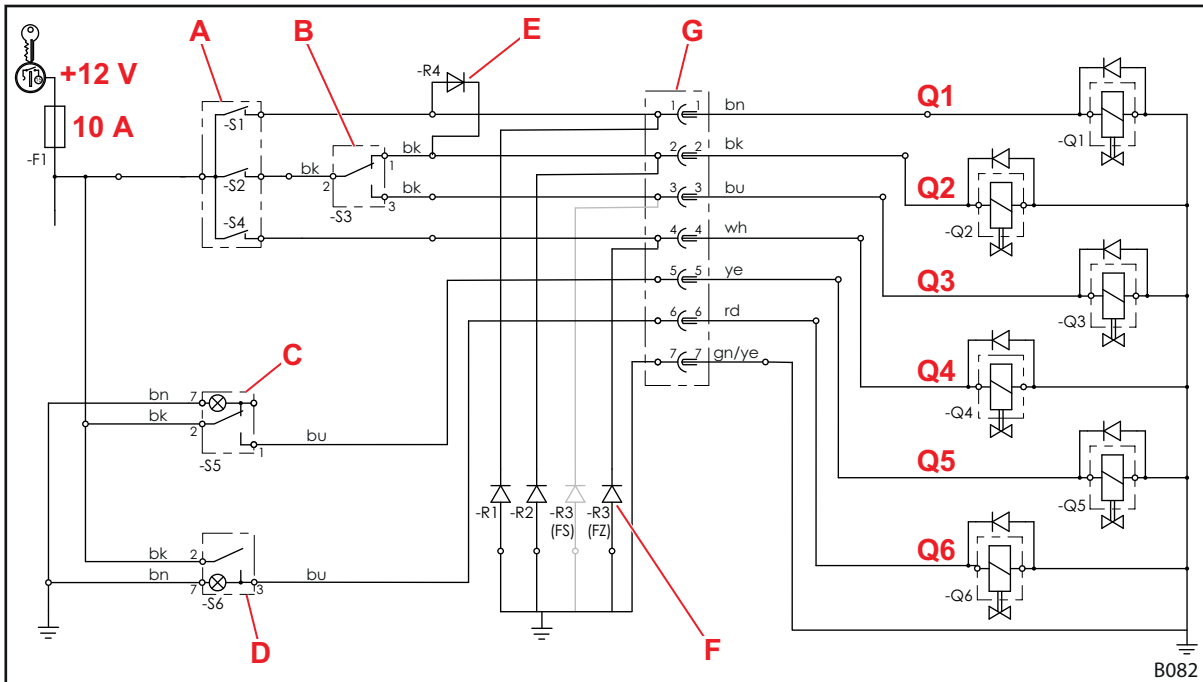 A
B
E
G
+12 V
10 A
-F1
-S1
-S2
-S4
bk
2
-S3
bk
1
bk
3
-R4
1 1 bn
2 2 bk
3 3 bu
4 4 wh
5 5 ye
6 6 rd
7 7 gn/ye
Q1
-Q1
Q2
-Q2
Q3
-Q3
Q4
-Q4
Q5
-Q5
Q6
-Q6
C
bn 7
bk 2
-S5
1
bu
bk 2
bn 7
-S6
3
bu
D
-R1
-R2
-R3
(FS)
-R3
(FZ)
F
B082